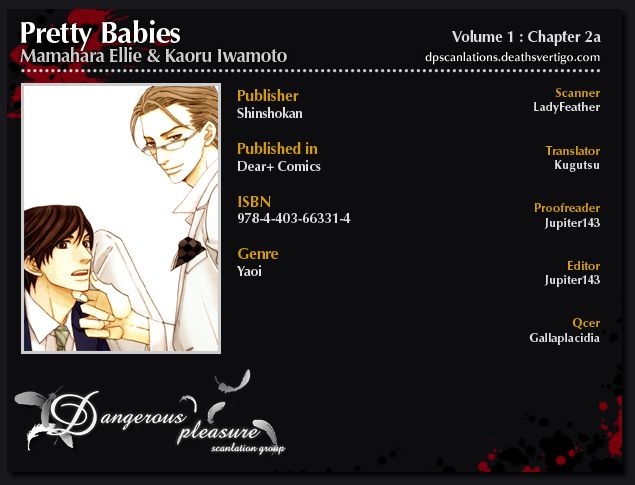 Pretty Babies
Mamahara Ellie & Kaoru Iwamoto
Volume 1 : Chapter 2a
dpscanlations.deathsvertigo.com
Publisher
Shinshokan
Published in
Dear+ Comics
ISBN
978-4-403-66331-4
Genre
Yaoi
Scanner
LadyFeather
Translator
Kugutsu
Proofreader
Jupiter143
Editor
Jupiter143
Qcer
Gallaplacidia
Dangerous
pleasure
scanlation group